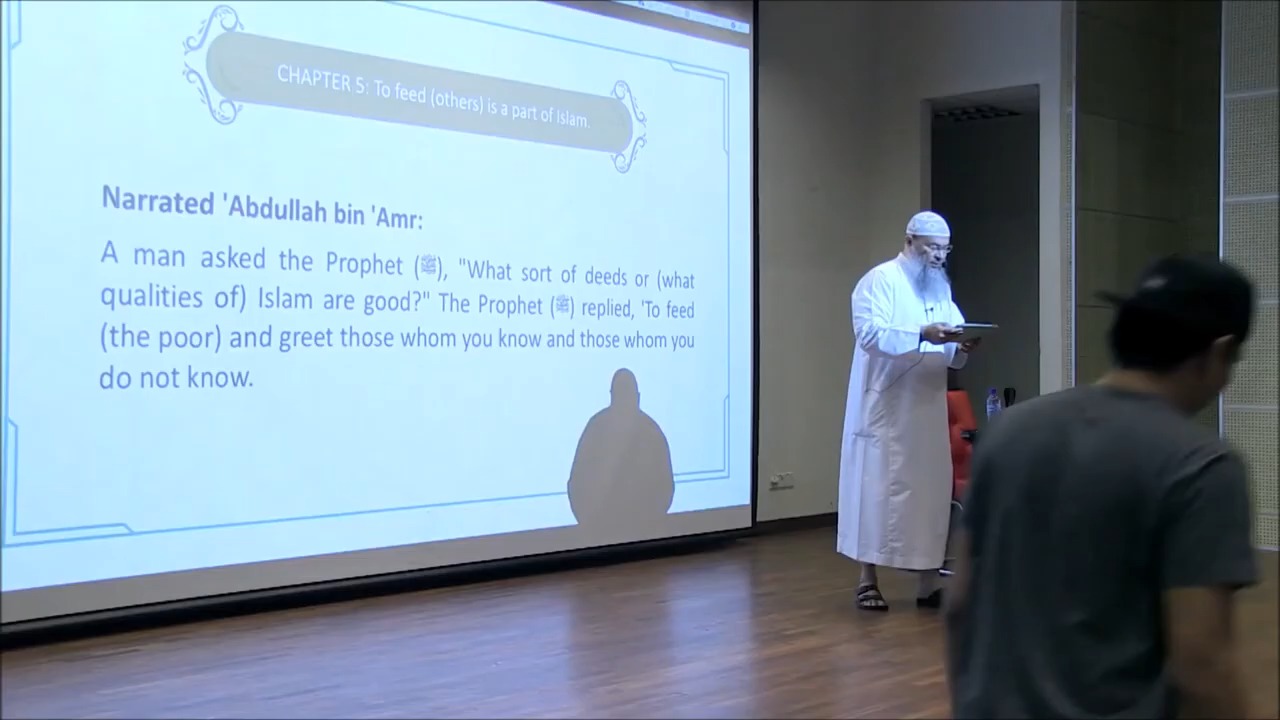 CHAPTER 5: To feed (others) is a part of Islam.
Narrated 'Abdullah bin 'Amr:
A man asked the Prophet (ﷺ), "What sort of deeds or (what
qualities of) Islam are good?" The Prophet (ﷺ) replied, 'To feed
(the poor) and greet those whom you know and those whom you
do not know.